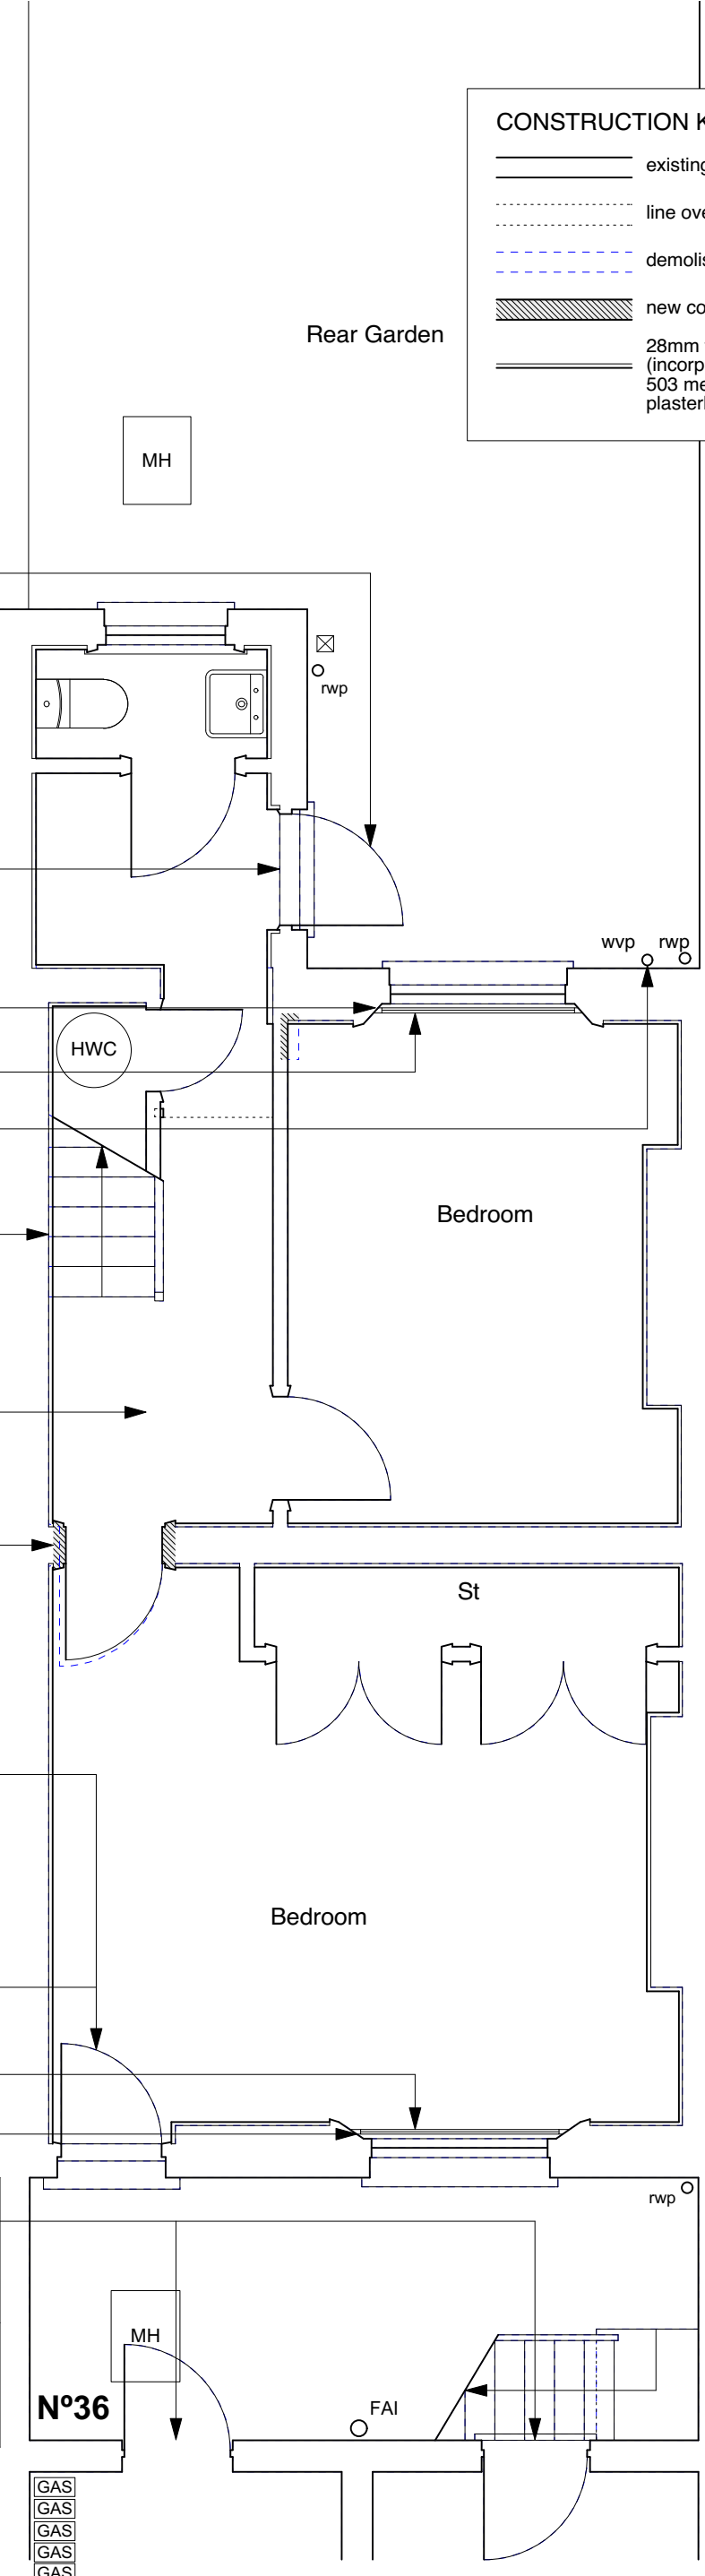 CONSTRUCTION K
existing
line ove
demolis
new co
28mm
(incorp
503 me
plasterl
Rear Garden
MH
rwp
wvp rwp
HWC
Bedroom
St
Bedroom
rwp
MH
Nº36
FAI
GAS
GAS
GAS
GAS
GAS